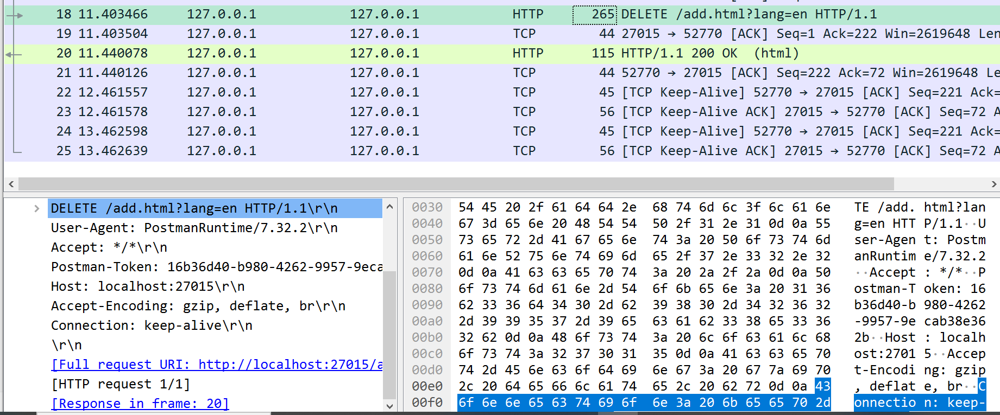 18 11.403466 127.0.0.1 127.0.0.1 HTTP 265 DELETE /add.html?lang=en HTTP/1.1
19 11.403504 127.0.0.1 127.0.0.1 TCP 44 27015 → 52770 [ACK] Seq=1 Ack=222 Win=2619648 Len
20 11.440078 127.0.0.1 127.0.0.1 HTTP 115 HTTP/1.1 200 OK (html)
21 11.440126 127.0.0.1 127.0.0.1 TCP 44 52770 → 27015 [ACK] Seq=222 Ack=72 Win=2619648 Le
22 12.461557 127.0.0.1 127.0.0.1 TCP 45 [TCP Keep-Alive] 52770 → 27015 [ACK] Seq=221 Ack=
23 12.461578 127.0.0.1 127.0.0.1 TCP 56 [TCP Keep-Alive ACK] 27015 → 52770 [ACK] Seq=72 A
24 13.462598 127.0.0.1 127.0.0.1 TCP 45 [TCP Keep-Alive] 52770 → 27015 [ACK] Seq=221 Ack=
25 13.462639 127.0.0.1 127.0.0.1 TCP 56 [TCP Keep-Alive ACK] 27015 → 52770 [ACK] Seq=72 A
DELETE /add.html?lang=en HTTP/1.1\r\n
User-Agent: PostmanRuntime/7.32.2\r\n
Accept: */*\r\n
Postman-Token: 16b36d40-b980-4262-9957-9eca
Host: localhost:27015\r\n
Accept-Encoding: gzip, deflate, br\r\n
Connection: keep-alive\r\n
\r\n
[Full request URI: http://localhost:27015/a
[HTTP request 1/1]
[Response in frame: 20]
0030 54 45 20 2f 61 64 64 2e 68 74 6d 6c 3f 6c 61 6e TE /add. html?lan
0040 67 3d 65 6e 20 48 54 54 50 2f 31 2e 31 0d 0a 55 g=en HTT P/1.1··U
0050 73 65 72 2d 41 67 65 6e 74 3a 20 50 6f 73 74 6d ser-Agen t: Postm
0060 61 6e 52 75 6e 74 69 6d 65 2f 37 2e 33 32 2e 32 anRuntim e/7.32.2
0070 0d 0a 41 63 63 65 70 74 3a 20 2a 2f 2a 0d 0a 50 ··Accept : */*··P
0080 6f 73 74 6d 61 6e 2d 54 6f 6b 65 6e 3a 20 31 36 ostman-T oken: 16
0090 62 33 36 64 34 30 2d 62 39 38 30 2d 34 32 36 32 b36d40-b 980-4262
00a0 2d 39 39 35 37 2d 39 65 63 61 62 33 38 65 33 36 -9957-9e cab38e36
00b0 32 62 0d 0a 48 6f 73 74 3a 20 6c 6f 63 61 6c 68 2b··Host : localh
00c0 6f 73 74 3a 32 37 30 31 35 0d 0a 41 63 63 65 70 ost:2701 5··Accep
00d0 74 2d 45 6e 63 6f 64 69 6e 67 3a 20 67 7a 69 70 t-Encodi ng: gzip
00e0 2c 20 64 65 66 6c 61 74 65 2c 20 62 72 0d 0a 43 , deflat e, br··C
00f0 6f 6e 6e 65 63 74 69 6f 6e 3a 20 6b 65 65 70 2d onnectio n: keep-